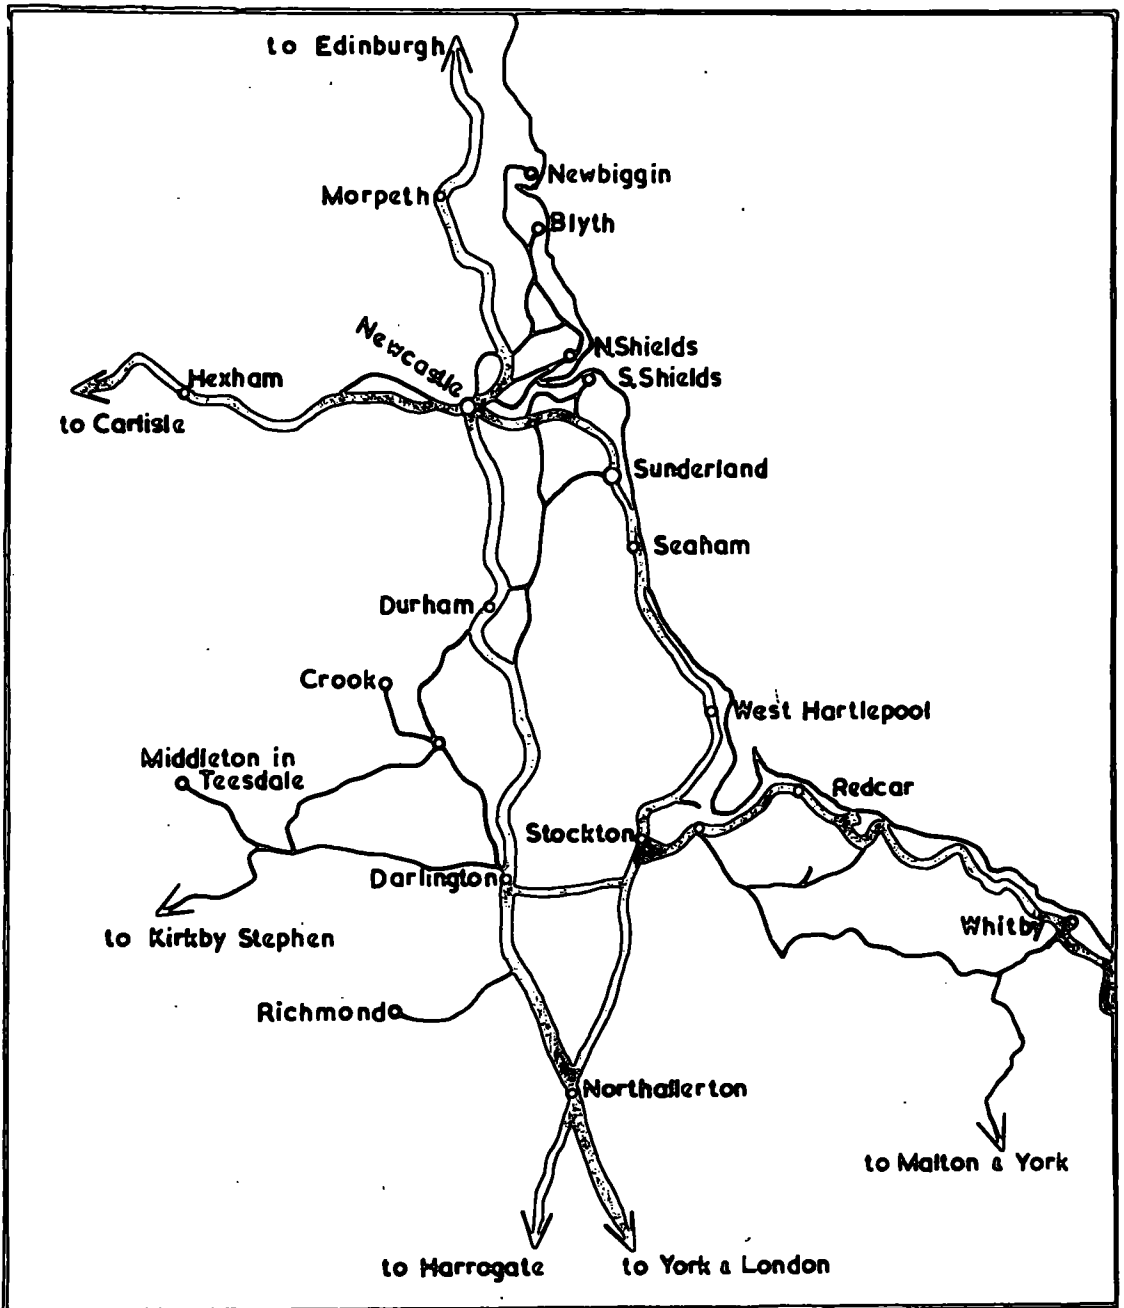 to Edinburgh
Newbiggin
Morpeth
Blyth
Newcastle
N.Shields
Hexham
S.Shields
to Carlisle
Sunderland
Seaham
Durham
Crook
West Hartlepool
Middleton in
Teesdale
Redcar
Stockton
Darlington
Whitby
to Kirkby Stephen
Richmond
Northallerton
to Malton & York
to Harrogate
to York & London